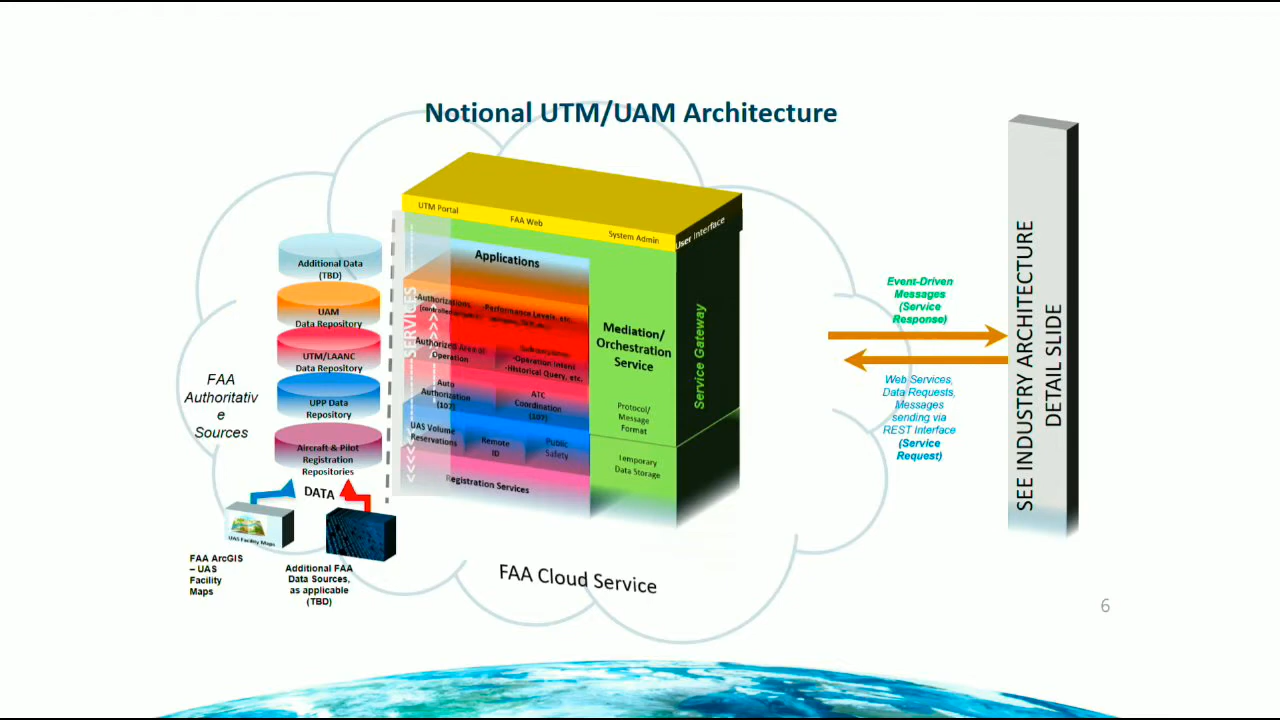 Notional UTM/UAM Architecture
UTM Portal
FAA Web
System Admin
User Interface
Applications
Authorizations,
-Performance Levels, etc.
Authorizes Area of
Operation
-Operation Intent
-Historical Query, etc.
Auto
Authorization
(107)
ATC
Coordination
(107)
UAS Volume
Reservations
Remote
ID
Public
Safety
Registration Services
SERVICES
Mediation/
Orchestration
Service
Protocol/
Message
Format
Temporary
Data Storage
Service Gateway
Additional Data
(TBD)
UAM
Data Repository
UTM/LAANC
Data Repository
UPP Data
Repository
Aircraft & Pilot
Registration
Repositories
DATA
FAA
Authoritativ
e
Sources
UAS Facility Maps
FAA ArcGIS
– UAS
Facility
Maps
Additional FAA
Data Sources,
as applicable
(TBD)
FAA Cloud Service
Event-Driven
Messages
(Service
Response)
Web Services,
Data Requests,
Messages
sending via
REST Interface
(Service
Request)
SEE INDUSTRY ARCHITECTURE
DETAIL SLIDE
6